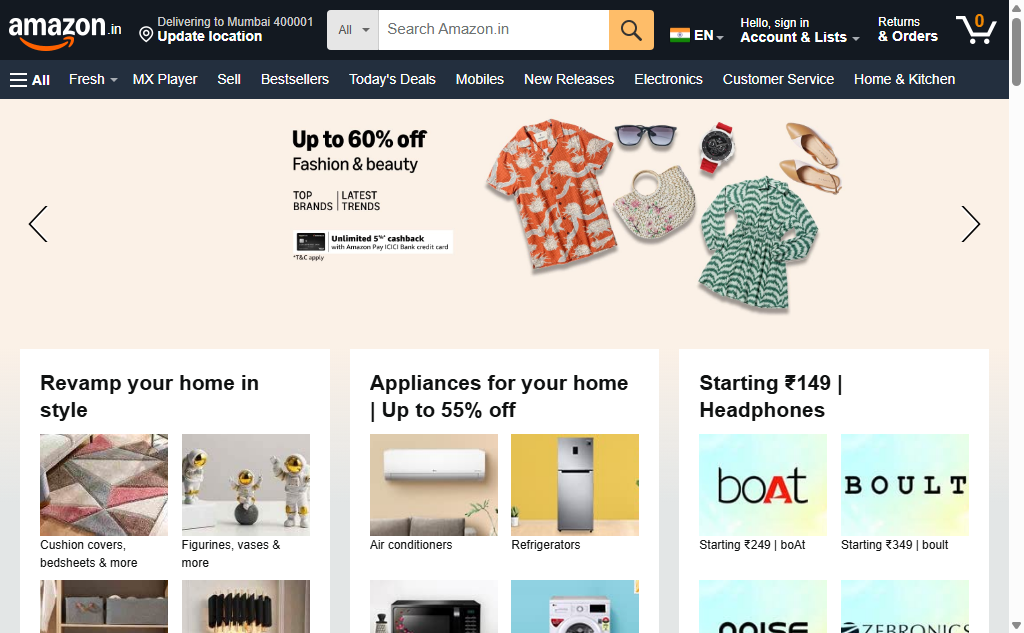 amazon.in
Delivering to Mumbai 400001
Update location
All
Search Amazon.in
EN
Hello, sign in
Account & Lists
Returns
& Orders
0
All
Fresh
MX Player
Sell
Bestsellers
Today's Deals
Mobiles
New Releases
Electronics
Customer Service
Home & Kitchen
Up to 60% off
Fashion & beauty
TOP BRANDS
LATEST TRENDS
Unlimited 5%* cashback
with Amazon Pay ICICI Bank credit card
*T&C apply
Revamp your home in
style
Cushion covers,
bedsheets & more
Figurines, vases &
more
Appliances for your home
| Up to 55% off
Air conditioners
Refrigerators
Starting ₹149 |
Headphones
boAt
BOULT
Starting ₹249 | boAt
Starting ₹349 | boult
noise
ZEBRONICS